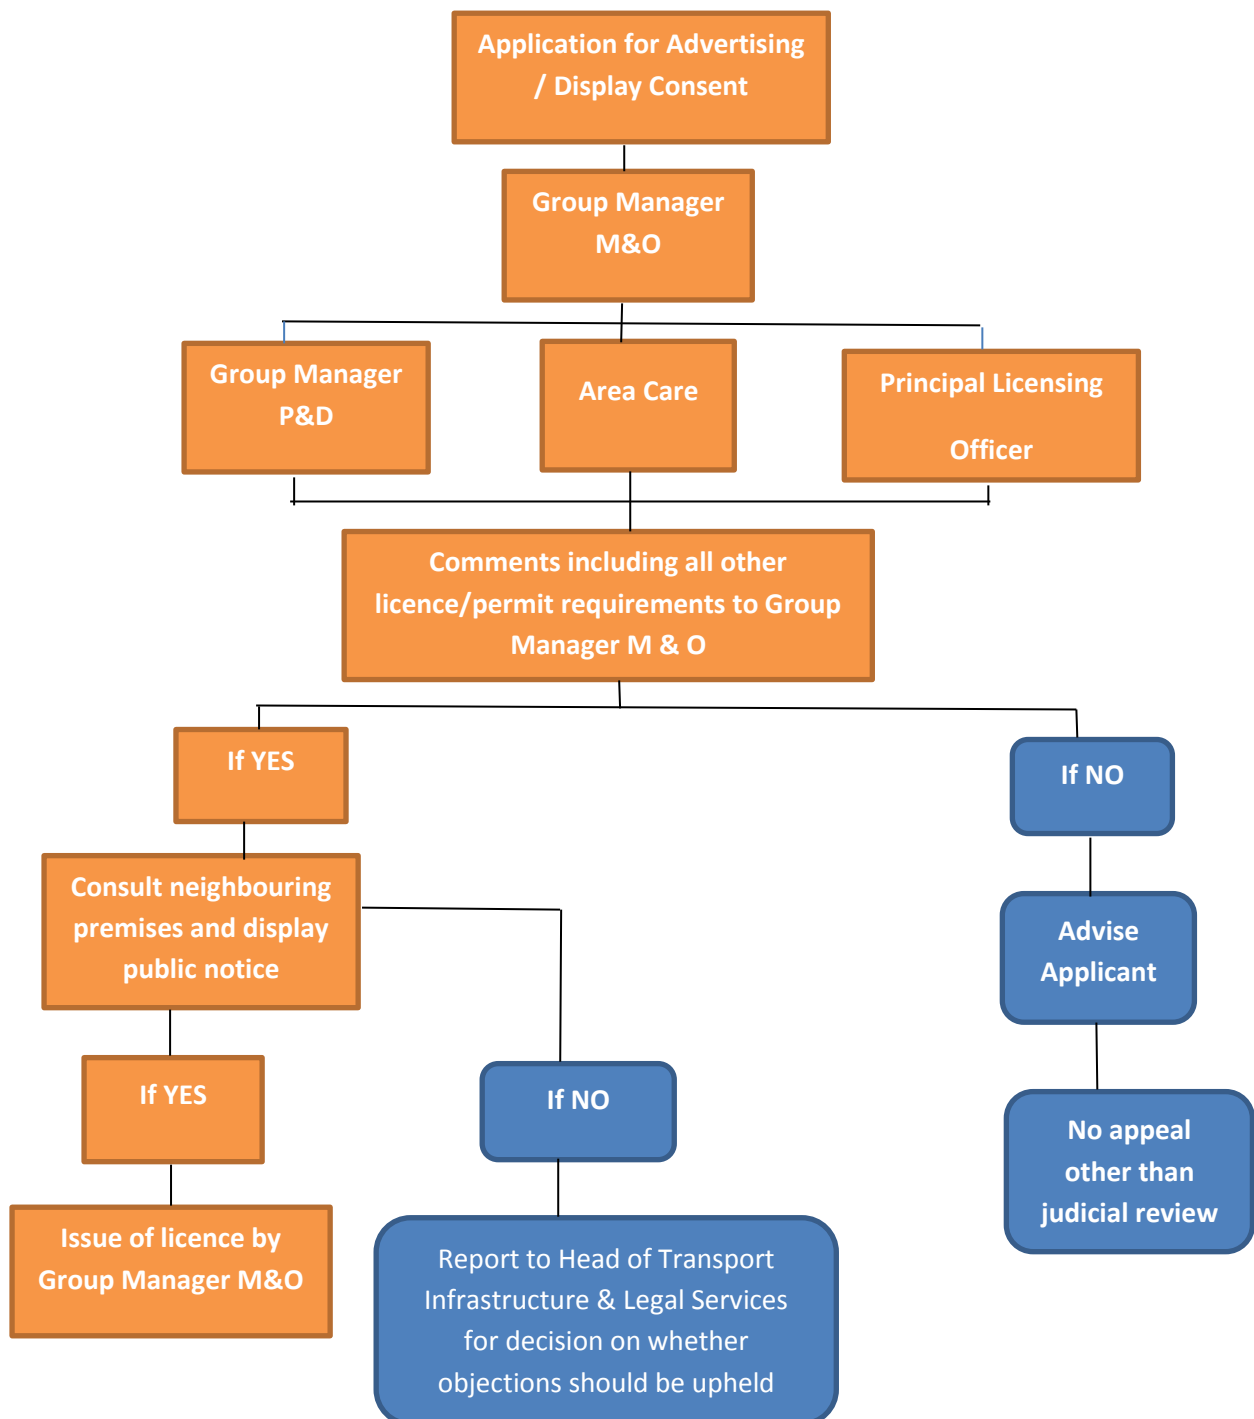 Application for Advertising
/ Display Consent
Group Manager
M&O
Group Manager
P&D
Area Care
Principal Licensing
Officer
Comments including all other
licence/permit requirements to Group
Manager M & O
If YES
If NO
Consult neighbouring
premises and display
public notice
Advise
Applicant
If YES
If NO
No appeal
other than
judicial review
Issue of licence by
Group Manager M&O
Report to Head of Transport
Infrastructure & Legal Services
for decision on whether
objections should be upheld